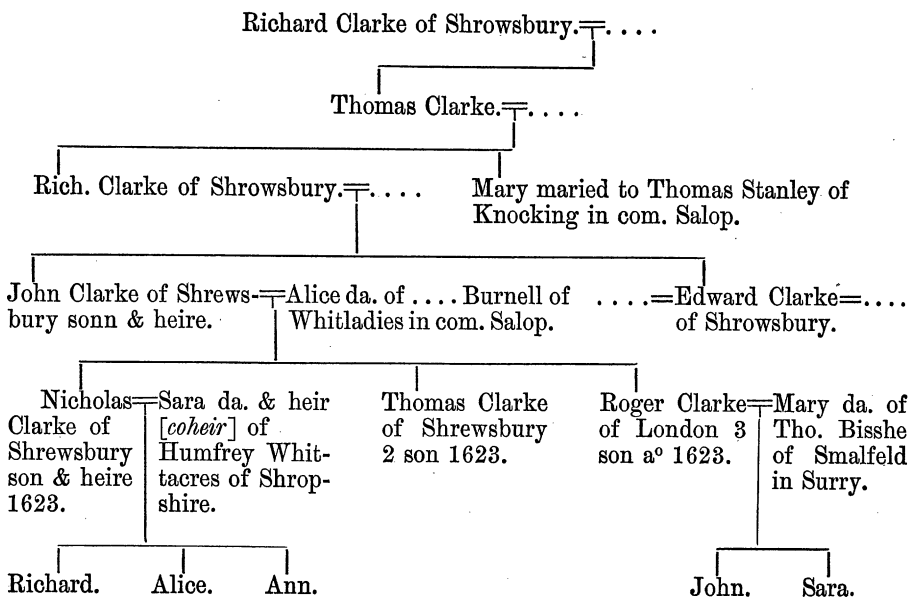 Richard Clarke of Shrowsbury.=....
Thomas Clarke.=....
Rich. Clarke of Shrowsbury.=....
Mary maried to Thomas Stanley of
Knocking in com. Salop.
John Clarke of Shrews-
bury sonn & heire.
=Alice da. of .... Burnell of
Whitladies in com. Salop.
....=Edward Clarke=....
of Shrowsbury.
Nicholas
Clarke of
Shrewsbury
son & heire
1623.
=Sara da. & heir
[coheir] of
Humfrey Whit-
tacres of Shrop-
shire.
Thomas Clarke
of Shrewsbury
2 son 1623.
Roger Clarke
of London 3
son aº 1623.
=Mary da. of
Tho. Bisshe
of Smalfeld
in Surry.
Richard.
Alice.
Ann.
John.
Sara.